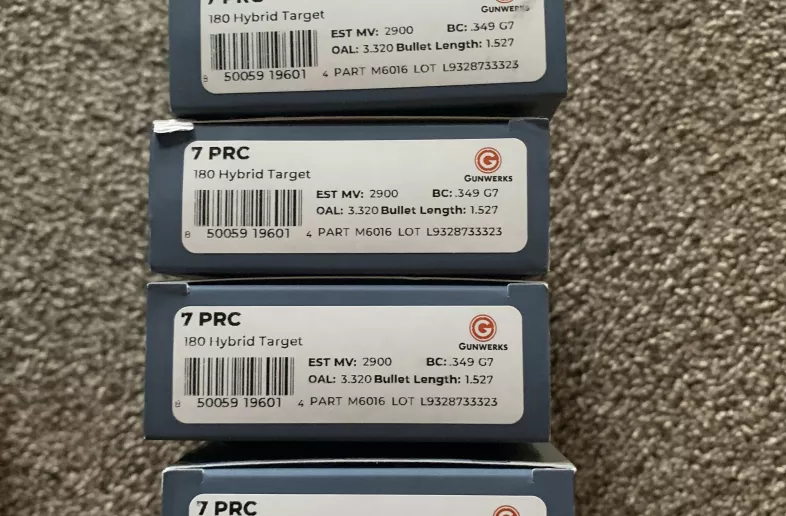 7 PRC
180 Hybrid Target
GUNWERKS
EST MV: 2900 BC: .349 G7
OAL: 3.320 Bullet Length: 1.527
8 50059 19601 4 PART M6016 LOT L9328733323
7 PRC
180 Hybrid Target
G
GUNWERKS
EST MV: 2900 BC: .349 G7
OAL: 3.320 Bullet Length: 1.527
8 50059 19601 4 PART M6016 LOT L9328733323
7 PRC
180 Hybrid Target
G
GUNWERKS
EST MV: 2900 BC: .349 G7
OAL: 3.320 Bullet Length: 1.527
8 50059 19601 4 PART M6016 LOT L9328733323
7 PRC